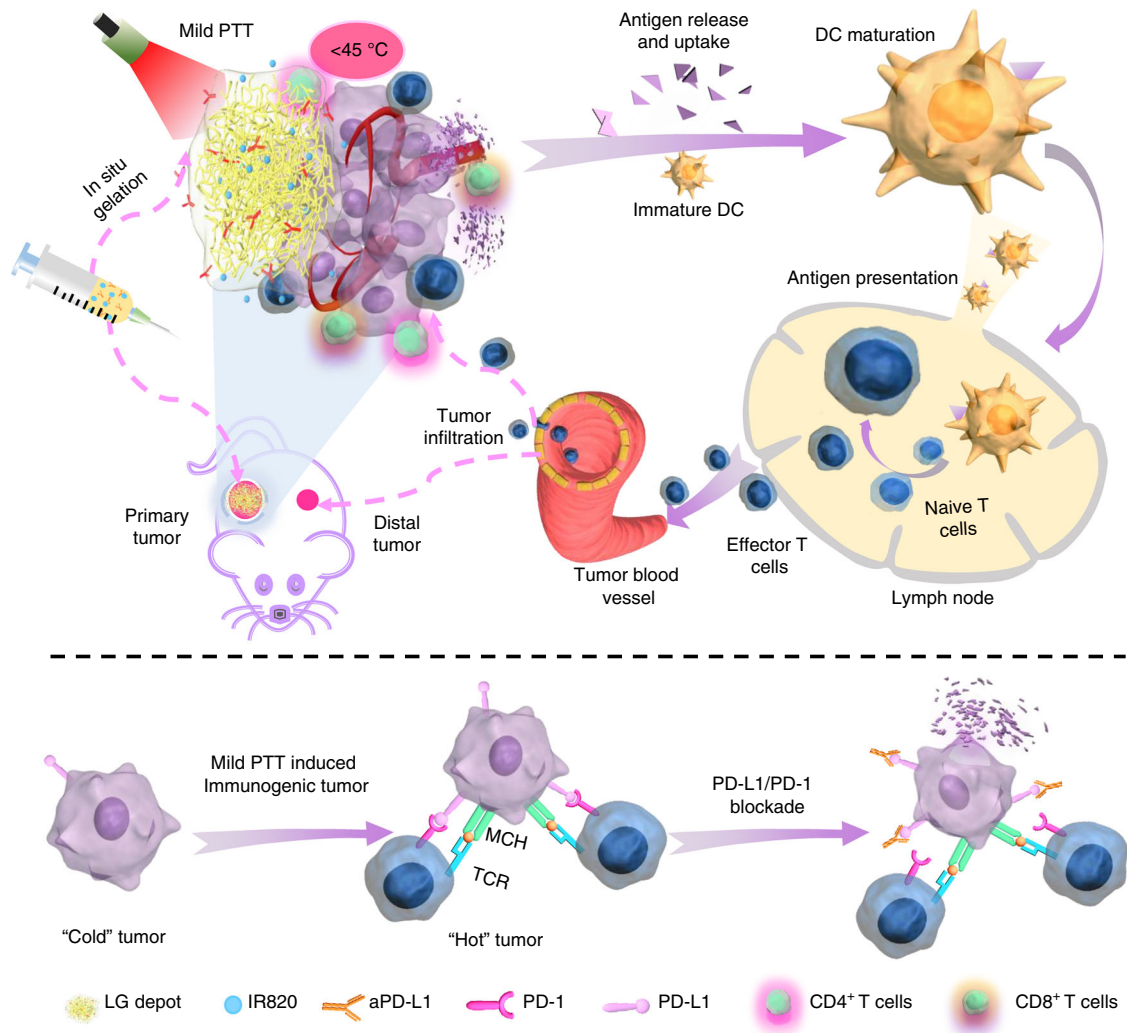 Mild PTT
<45 °C
Antigen release
and uptake
DC maturation
In situ
gelation
Immature DC
Antigen presentation
Tumor
infiltration
Primary
tumor
Distal
tumor
Tumor blood
vessel
Effector T
cells
Naive T
cells
Lymph node
Mild PTT induced
Immunogenic tumor
PD-L1/PD-1
blockade
MCH
TCR
“Cold” tumor
“Hot” tumor
LG depot
IR820
aPD-L1
PD-1
PD-L1
CD4⁺ T cells
CD8⁺ T cells